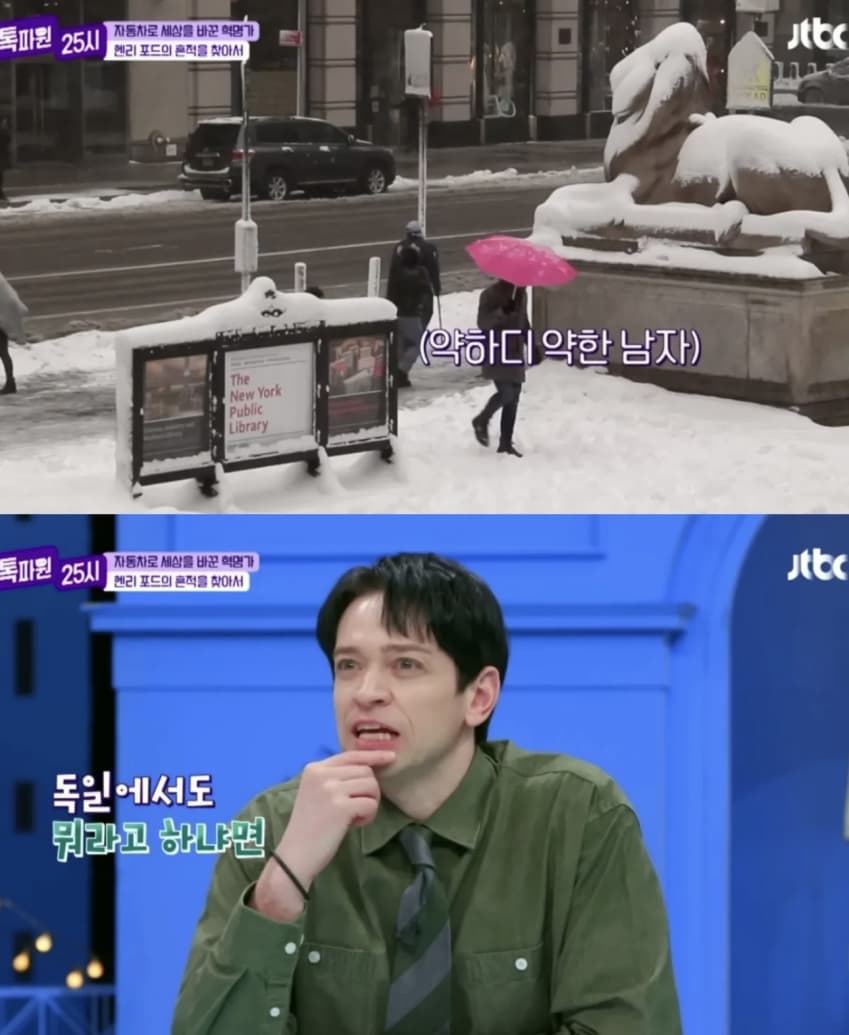 톡파원 25시
자동차로 세상을 바꾼 혁명가
헨리 포드의 흔적을 찾아서
JTBC
(약하디 약한 남자)
The
New York
Public
Library
톡파원 25시
자동차로 세상을 바꾼 혁명가
헨리 포드의 흔적을 찾아서
JTBC
독일에서도
뭐라고 하냐면